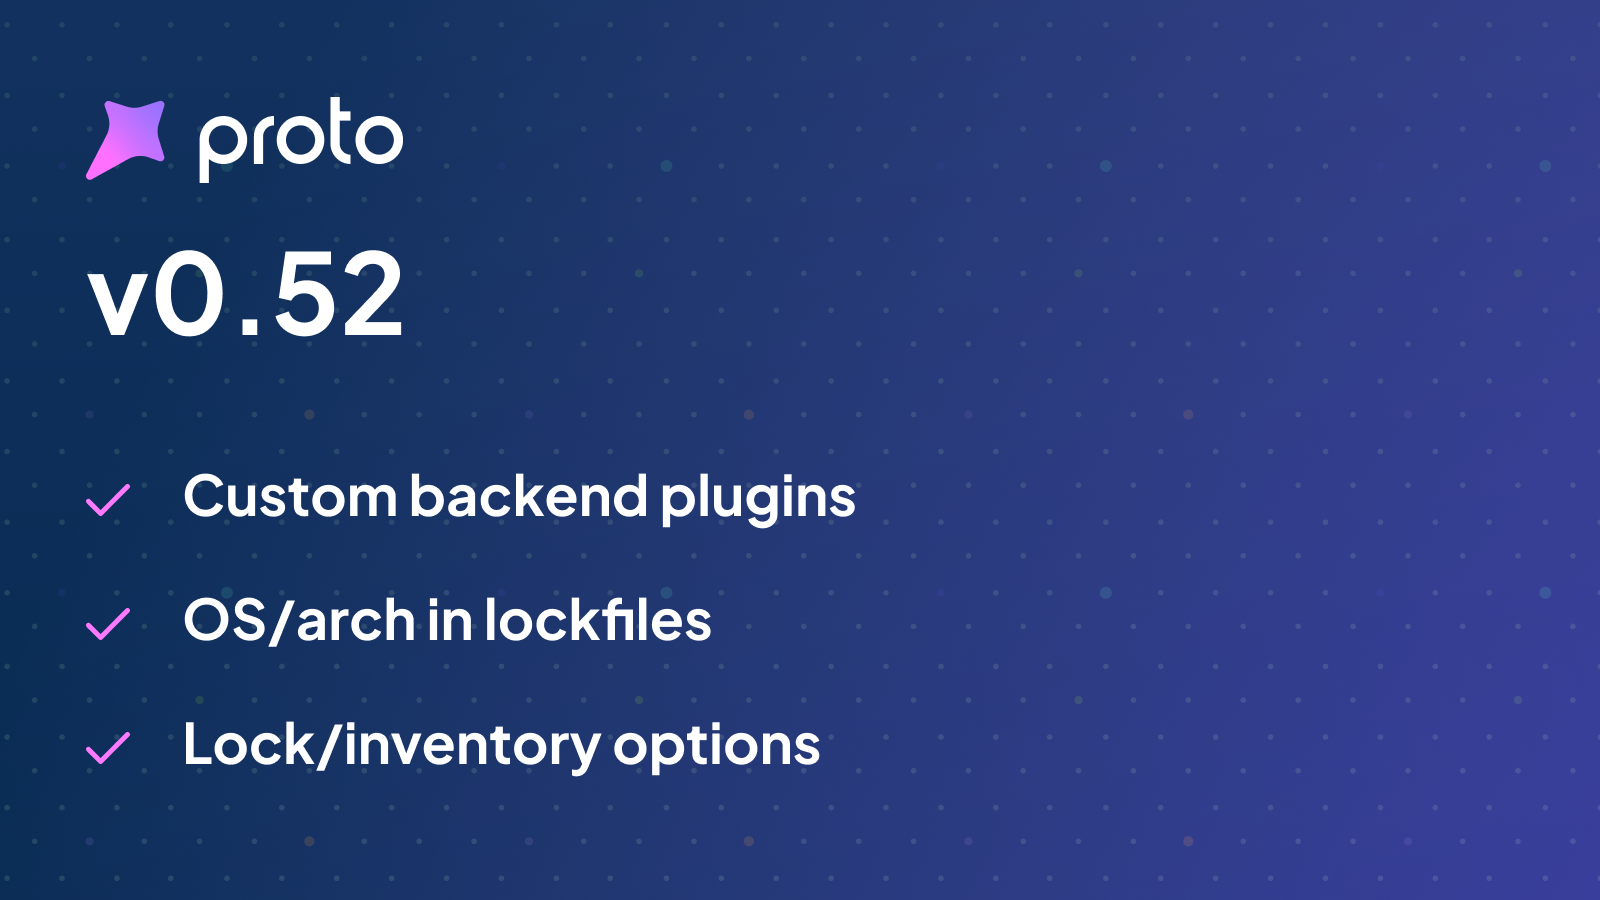 proto
v0.52
Custom backend plugins
OS/arch in lockfiles
Lock/inventory options